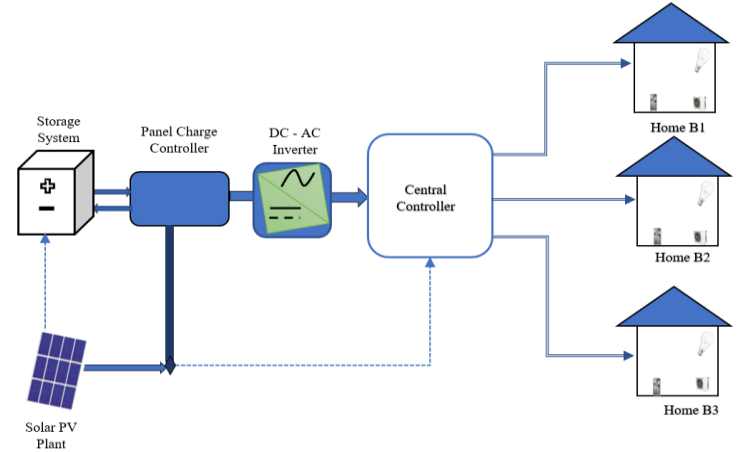 Storage
System
Panel Charge
Controller
DC - AC
Inverter
Central
Controller
Home B1
Home B2
Home B3
Solar PV
Plant